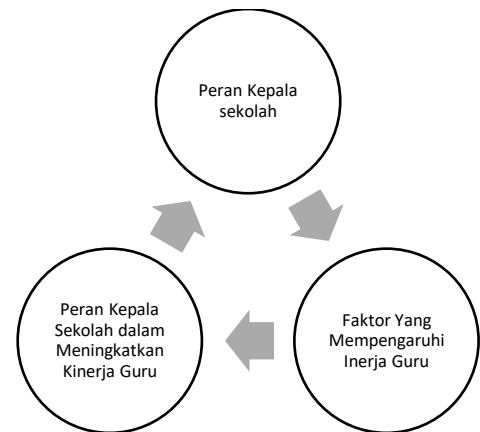 Peran Kepala
sekolah
Peran Kepala
Sekolah dalam
Meningkatkan
Kinerja Guru
Faktor Yang
Mempengaruhi
Inerja Guru